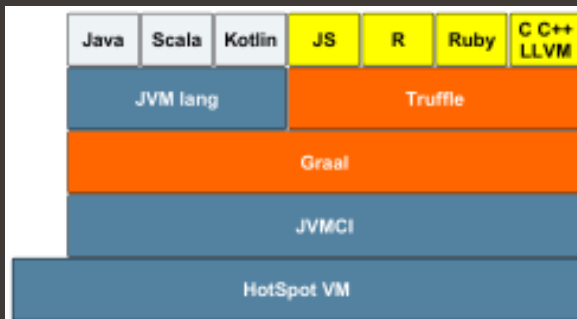 Java Scala Kotlin JS R Ruby C C++
LLVM
JVM lang Truffle
Graal
JVMCI
HotSpot VM